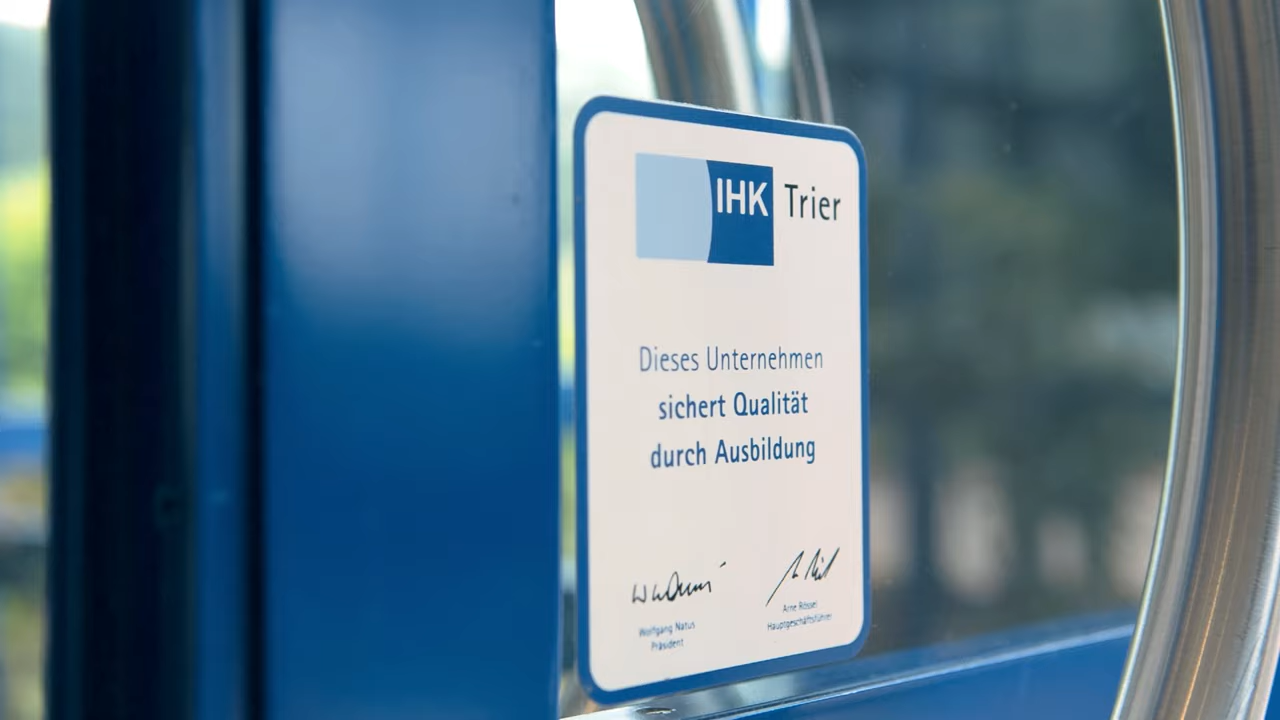 IHK Trier
Dieses Unternehmen
sichert Qualität
durch Ausbildung
Wolfgang Natus
Präsident
Arne Rössel
Hauptgeschäftsführer